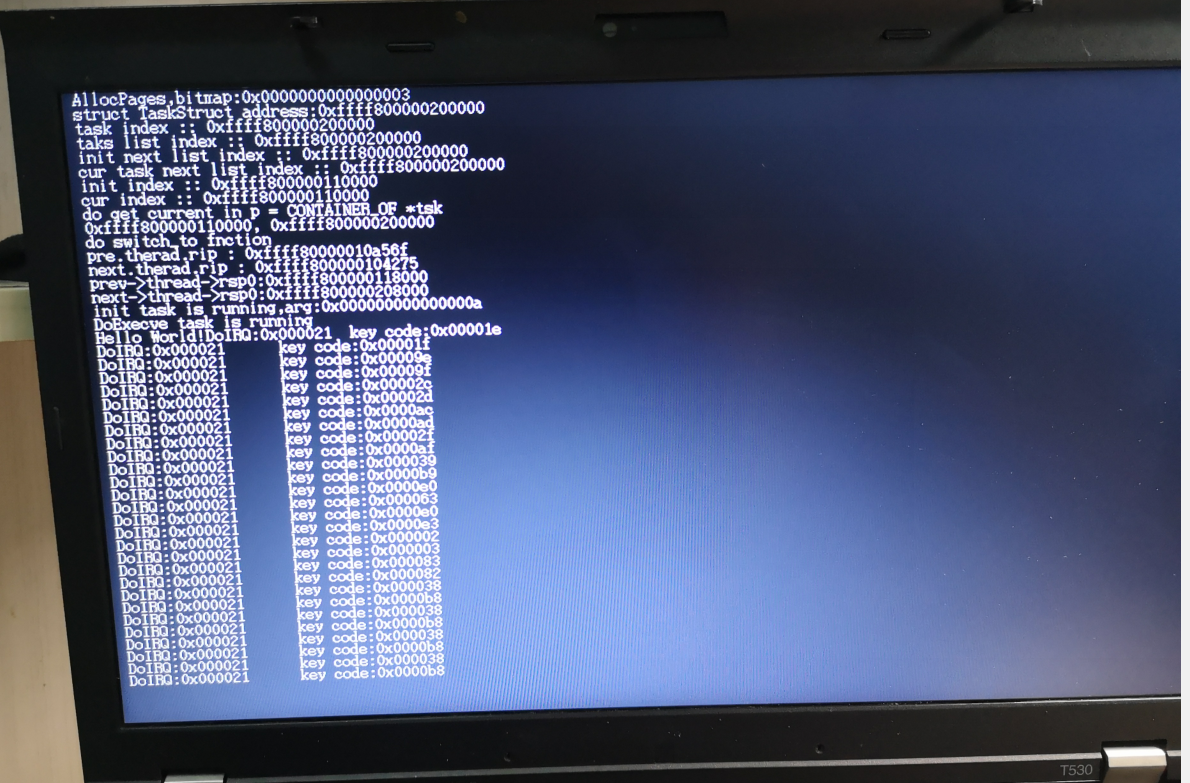 AllocPages,bitmap:0x0000000000000003
struct TaskStruct address:0xffff800000200000
task index :: 0xffff800000200000
taks list index :: 0xffff800000200000
init next list index :: 0xffff800000200000
cur task next list index :: 0xffff800000200000
init index :: 0xffff800000110000
cur index :: 0xffff800000110000
do get current in p = CONTAINER_OF *tsk
0xffff800000110000, 0xffff800000200000
do switch_to fnction
pre.therad.rip : 0xffff80000010a56f
next.therad.rip : 0xffff800000104275
prev->thread->rsp0:0xffff800000118000
next->thread->rsp0:0xffff800000208000
init task is running,arg:0x000000000000000a
DoExecve task is running
Hello World!DoIRQ:0x000021 key code:0x00001e
DoIRQ:0x000021 key code:0x00001f
DoIRQ:0x000021 key code:0x00009e
DoIRQ:0x000021 key code:0x00009f
DoIRQ:0x000021 key code:0x00002c
DoIRQ:0x000021 key code:0x00002d
DoIRQ:0x000021 key code:0x0000ac
DoIRQ:0x000021 key code:0x0000ad
DoIRQ:0x000021 key code:0x00002f
DoIRQ:0x000021 key code:0x0000af
DoIRQ:0x000021 key code:0x000039
DoIRQ:0x000021 key code:0x0000b9
DoIRQ:0x000021 key code:0x0000e0
DoIRQ:0x000021 key code:0x000063
DoIRQ:0x000021 key code:0x0000e0
DoIRQ:0x000021 key code:0x0000e3
DoIRQ:0x000021 key code:0x000002
DoIRQ:0x000021 key code:0x000003
DoIRQ:0x000021 key code:0x000083
DoIRQ:0x000021 key code:0x000082
DoIRQ:0x000021 key code:0x000038
DoIRQ:0x000021 key code:0x0000b8
DoIRQ:0x000021 key code:0x000038
DoIRQ:0x000021 key code:0x0000b8
DoIRQ:0x000021 key code:0x000038
DoIRQ:0x000021 key code:0x0000b8
DoIRQ:0x000021 key code:0x000038
DoIRQ:0x000021 key code:0x0000b8
T530